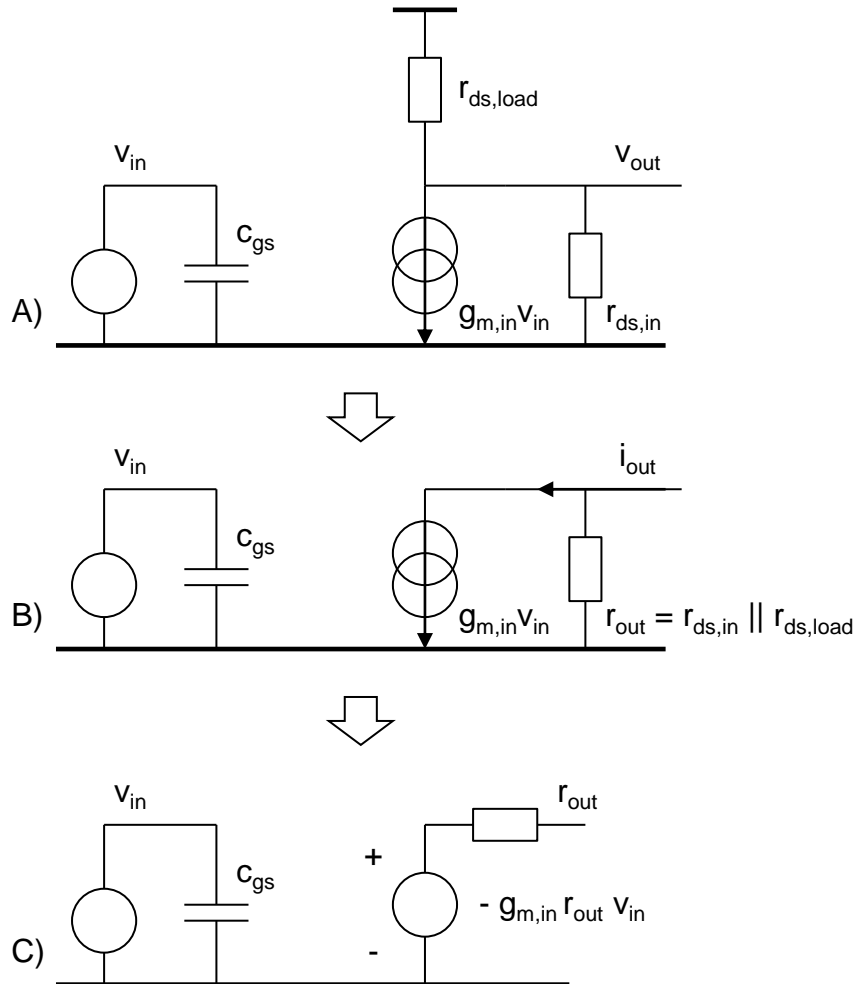 r_ds,load
v_in
v_out
c_gs
A)
g_m,in v_in
r_ds,in
v_in
i_out
c_gs
B)
g_m,in v_in
r_out = r_ds,in || r_ds,load
v_in
r_out
c_gs
+
- g_m,in r_out v_in
C)
-